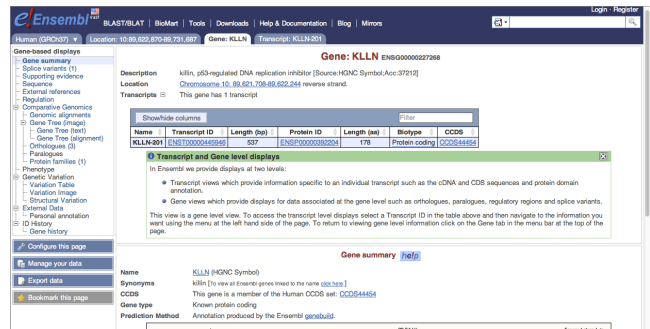 Login · Register
e!Ensembl BLAST/BLAT | BioMart | Tools | Downloads | Help & Documentation | Blog | Mirrors
Human (GRCh37) ▼ Location: 10:89,622,870-89,731,687 Gene: KLLN Transcript: KLLN-201
Gene-based displays
Gene summary
Splice variants (1)
Supporting evidence
Sequence
External references
Regulation
Comparative Genomics
Genomic alignments
Gene Tree (image)
Gene Tree (text)
Gene Tree (alignment)
Orthologues (3)
Paralogues
Protein families (1)
Phenotype
Genetic Variation
Variation Table
Variation Image
Structural Variation
External Data
Personal annotation
ID History
Gene history
Configure this page
Manage your data
Export data
Bookmark this page
Gene: KLLN ENSG00000227268
Description killin, p53-regulated DNA replication inhibitor [Source:HGNC Symbol;Acc:37212]
Location Chromosome 10: 89,621,708-89,622,244 reverse strand.
Transcripts This gene has 1 transcript
Show/hide columns Filter
Name Transcript ID Length (bp) Protein ID Length (aa) Biotype CCDS
KLLN-201 ENST00000445946 537 ENSP00000392204 178 Protein coding CCDS44454
Transcript and Gene level displays
In Ensembl we provide displays at two levels:
Transcript views which provide information specific to an individual transcript such as the cDNA and CDS sequences and protein domain
annotation.
Gene views which provide displays for data associated at the gene level such as orthologues, paralogues, regulatory regions and splice variants.
This view is a gene level view. To access the transcript level displays select a Transcript ID in the table above and then navigate to the information you
want using the menu at the left hand side of the page. To return to viewing gene level information click on the Gene tab in the menu bar at the top of the
page.
Gene summary help
Name KLLN (HGNC Symbol)
Synonyms killin [To view all Ensembl genes linked to the name click here.]
CCDS This gene is a member of the Human CCDS set: CCDS44454
Gene type Known protein coding
Prediction Method Annotation produced by the Ensembl genebuild.